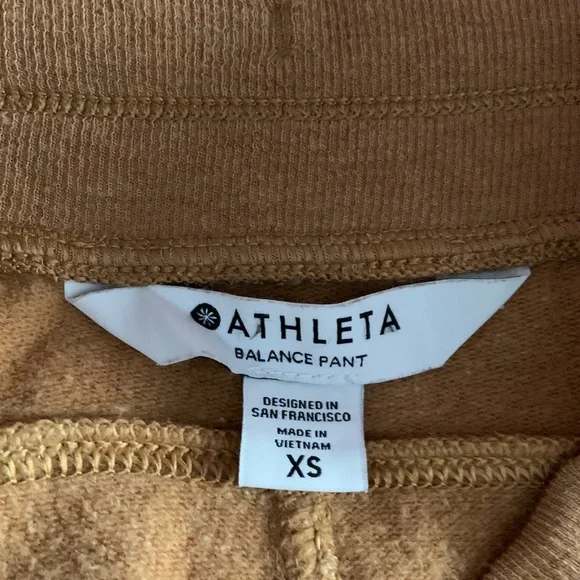 ATHLETA
BALANCE PANT
DESIGNED IN
SAN FRANCISCO
MADE IN
VIETNAM
XS